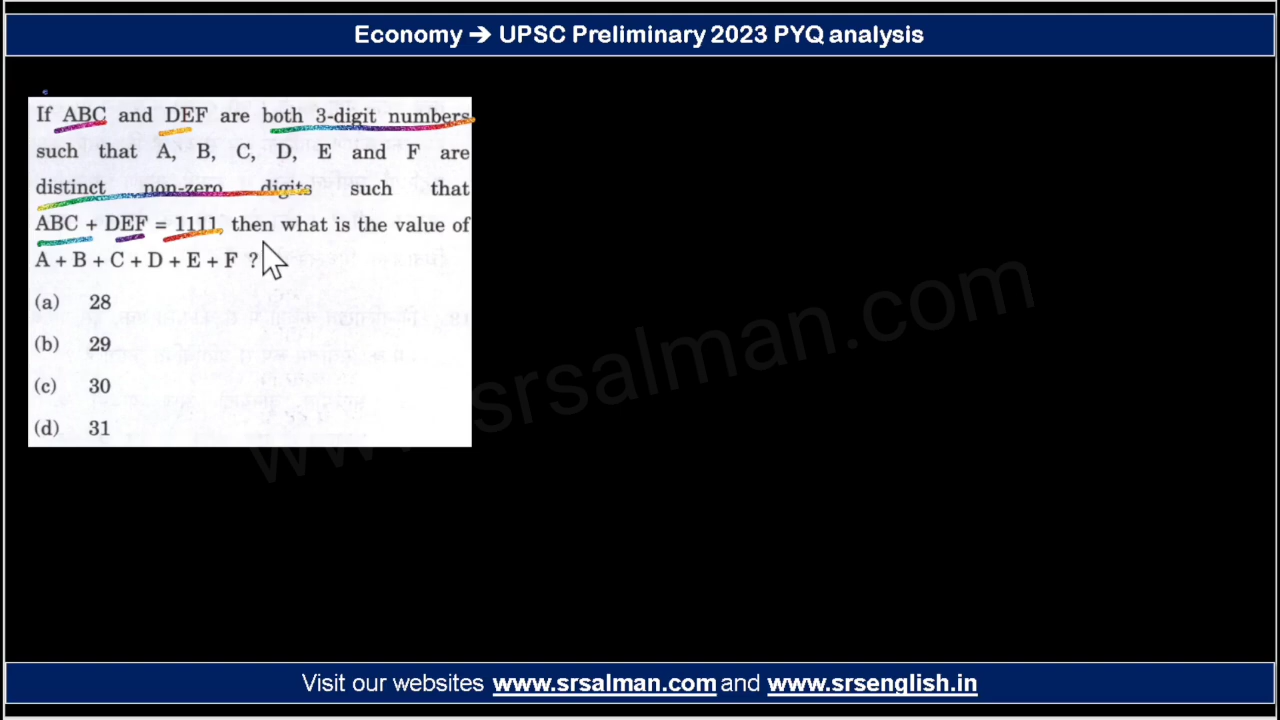 Economy ➔ UPSC Preliminary 2023 PYQ analysis
If ABC and DEF are both 3-digit numbers
such that A, B, C, D, E and F are
distinct non-zero digits such that
ABC + DEF = 1111, then what is the value of
A + B + C + D + E + F ?
(a) 28
(b) 29
(c) 30
(d) 31
www.srsalman.com
Visit our websites www.srsalman.com and www.srsenglish.in